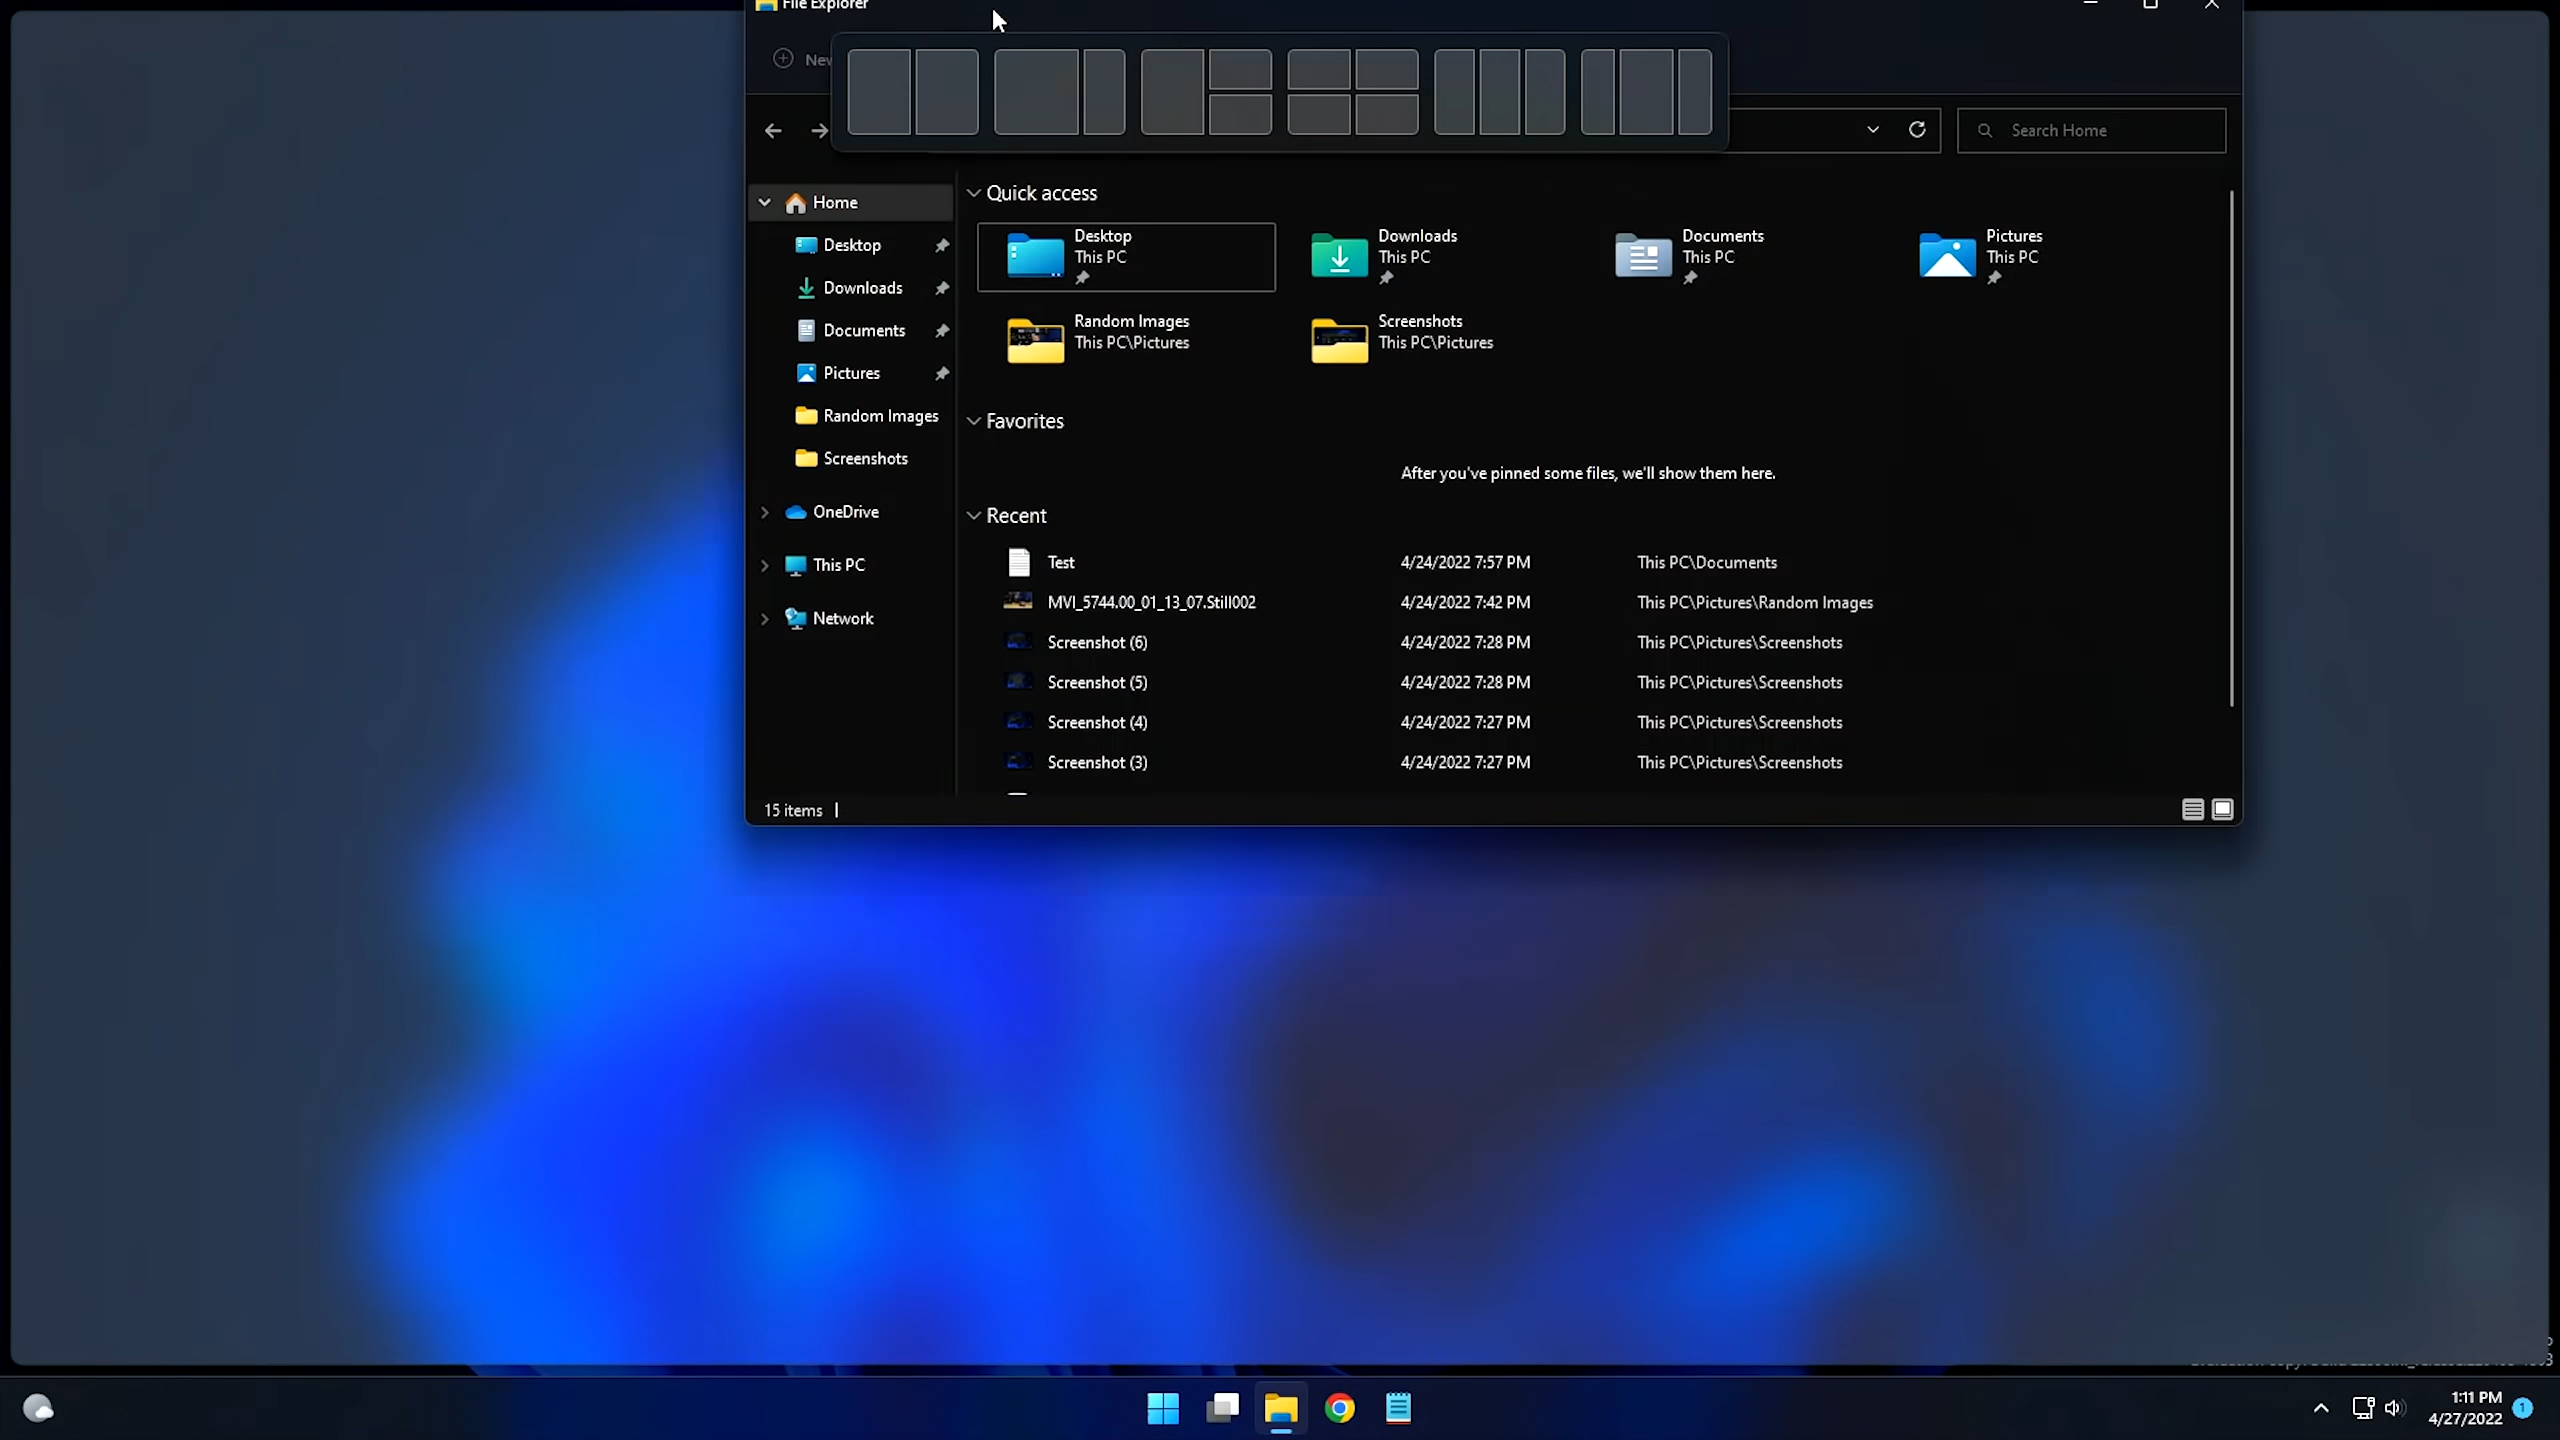 File Explorer
New
Search Home
Home
Desktop
Downloads
Documents
Pictures
Random Images
Screenshots
OneDrive
This PC
Network
Quick access
Desktop
This PC
Downloads
This PC
Documents
This PC
Pictures
This PC
Random Images
This PC\Pictures
Screenshots
This PC\Pictures
Favorites
After you've pinned some files, we'll show them here.
Recent
Test 4/24/2022 7:57 PM This PC\Documents
MVI_5744.00_01_13_07.Still002 4/24/2022 7:42 PM This PC\Pictures\Random Images
Screenshot (6) 4/24/2022 7:28 PM This PC\Pictures\Screenshots
Screenshot (5) 4/24/2022 7:28 PM This PC\Pictures\Screenshots
Screenshot (4) 4/24/2022 7:27 PM This PC\Pictures\Screenshots
Screenshot (3) 4/24/2022 7:27 PM This PC\Pictures\Screenshots
15 items
1:11 PM
4/27/2022
1